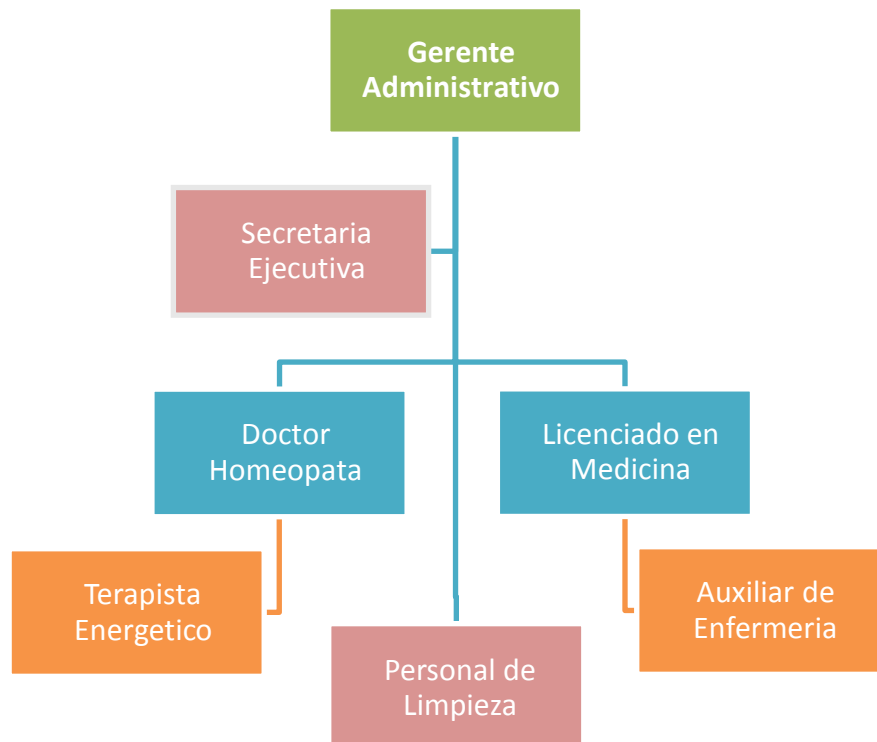 Gerente
Administrativo
Secretaria
Ejecutiva
Doctor
Homeopata
Licenciado en
Medicina
Terapista
Energetico
Auxiliar de
Enfermeria
Personal de
Limpieza